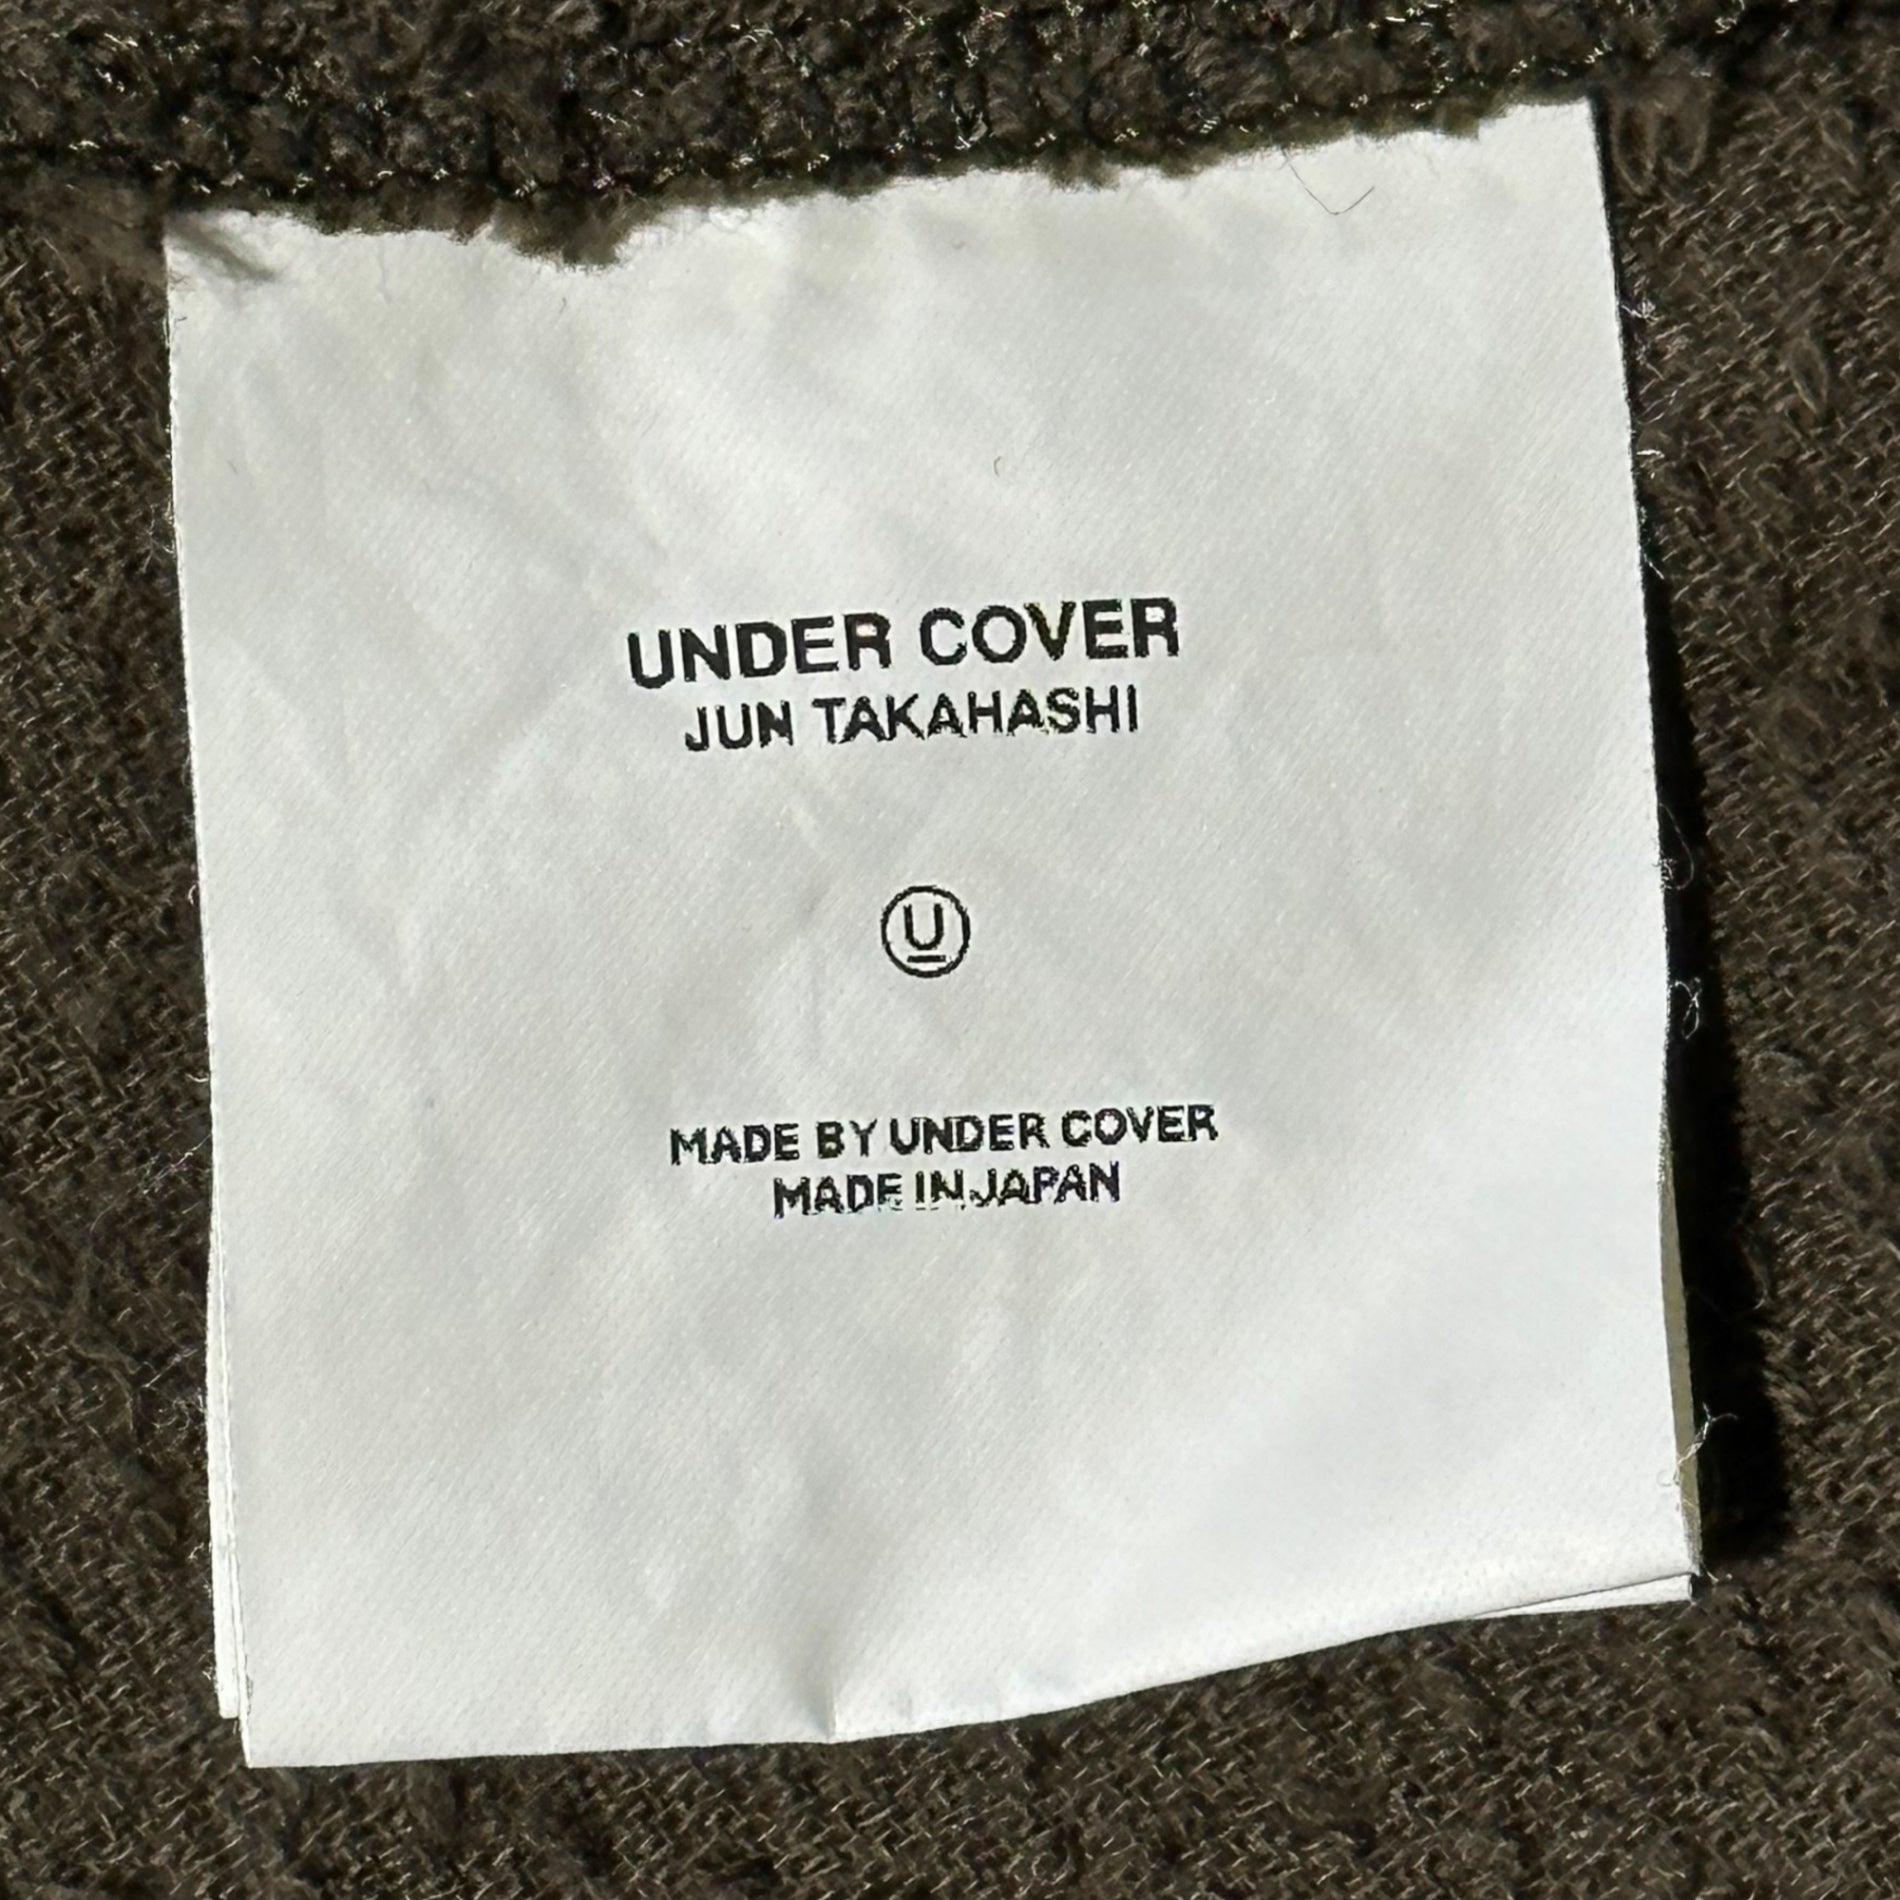 UNDER COVER
JUN TAKAHASHI
U
MADE BY UNDER COVER
MADE IN JAPAN